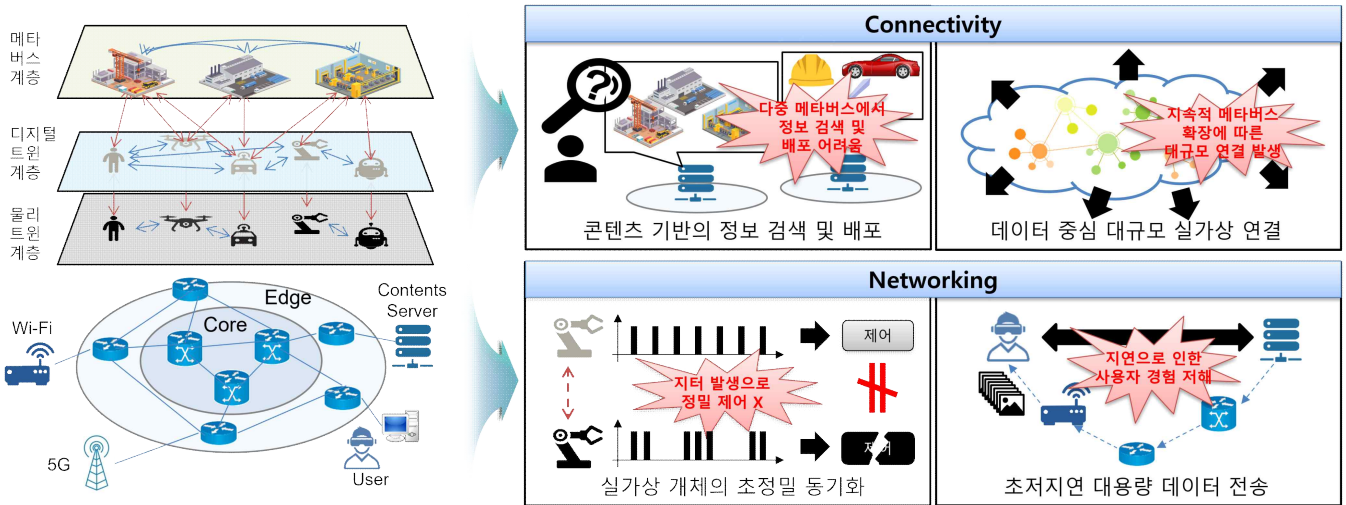 메타
버스
계층
디지털
트윈
계층
물리
트윈
계층
Edge
Core
Contents
Server
Wi-Fi
5G
User
Connectivity
?
다중 메타버스에서
정보 검색 및
배포 어려움
콘텐츠 기반의 정보 검색 및 배포
지속적 메타버스
확장에 따른
대규모 연결 발생
데이터 중심 대규모 실가상 연결
Networking
제어
지터 발생으로
정밀 제어 X
제어
실가상 개체의 초정밀 동기화
지연으로 인한
사용자 경험 저해
초저지연 대용량 데이터 전송